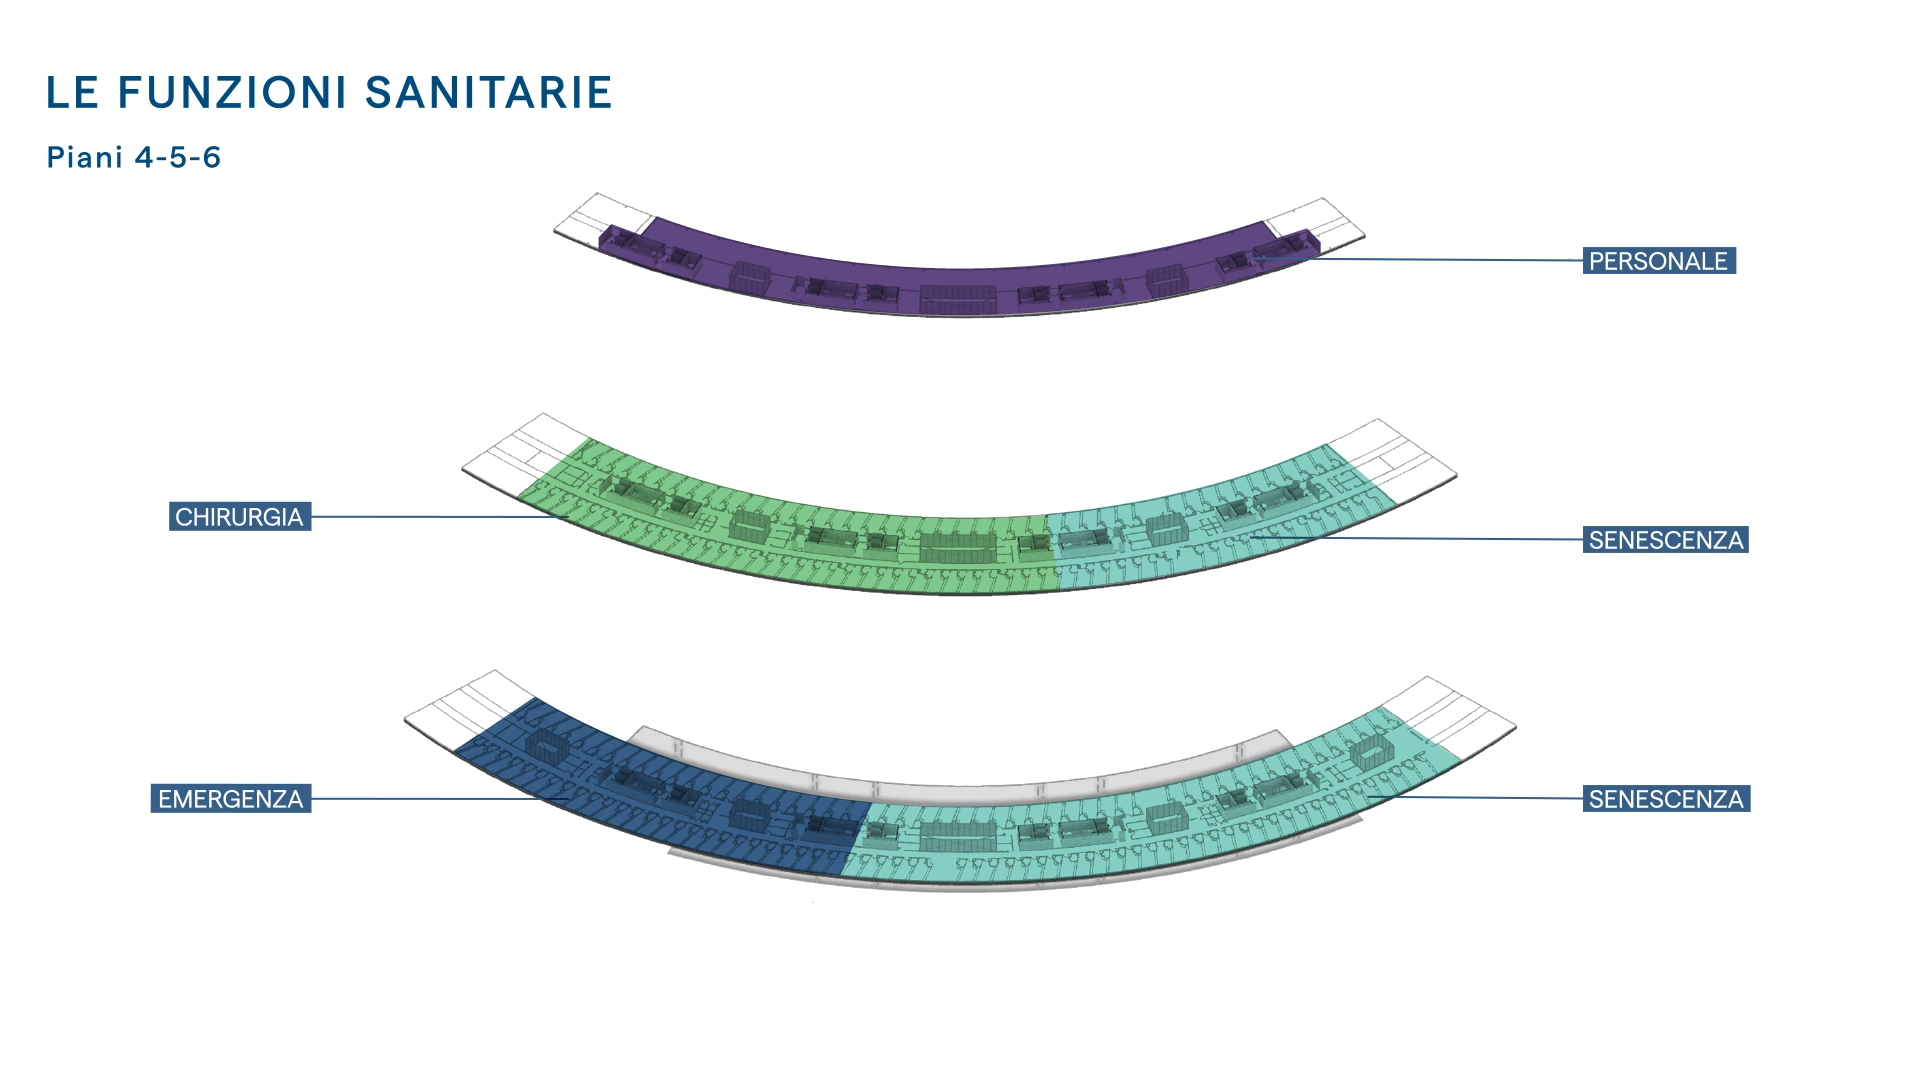 LE FUNZIONI SANITARIE
Piani 4-5-6
PERSONALE
CHIRURGIA
SENESCENZA
EMERGENZA
SENESCENZA